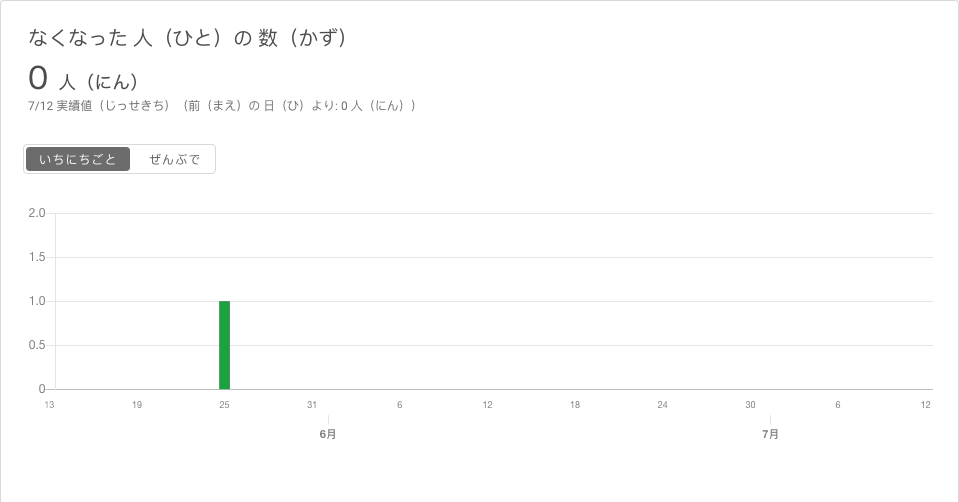 なくなった 人（ひと）の 数（かず）
0 人（にん）
7/12 実績値（じっせきち）（前（まえ）の 日（ひ）より: 0 人（にん））
いちにちごと ぜんぶで
2.0
1.5
1.0
0.5
0
13 19 25 31 6 12 18 24 30 6 12
6月 7月